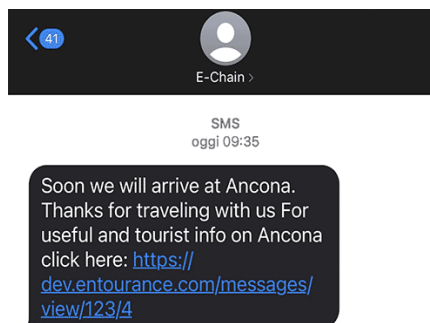 41
E-Chain >
SMS
oggi 09:35
Soon we will arrive at Ancona.
Thanks for traveling with us For
useful and tourist info on Ancona
click here: https://
dev.entourance.com/messages/
view/123/4